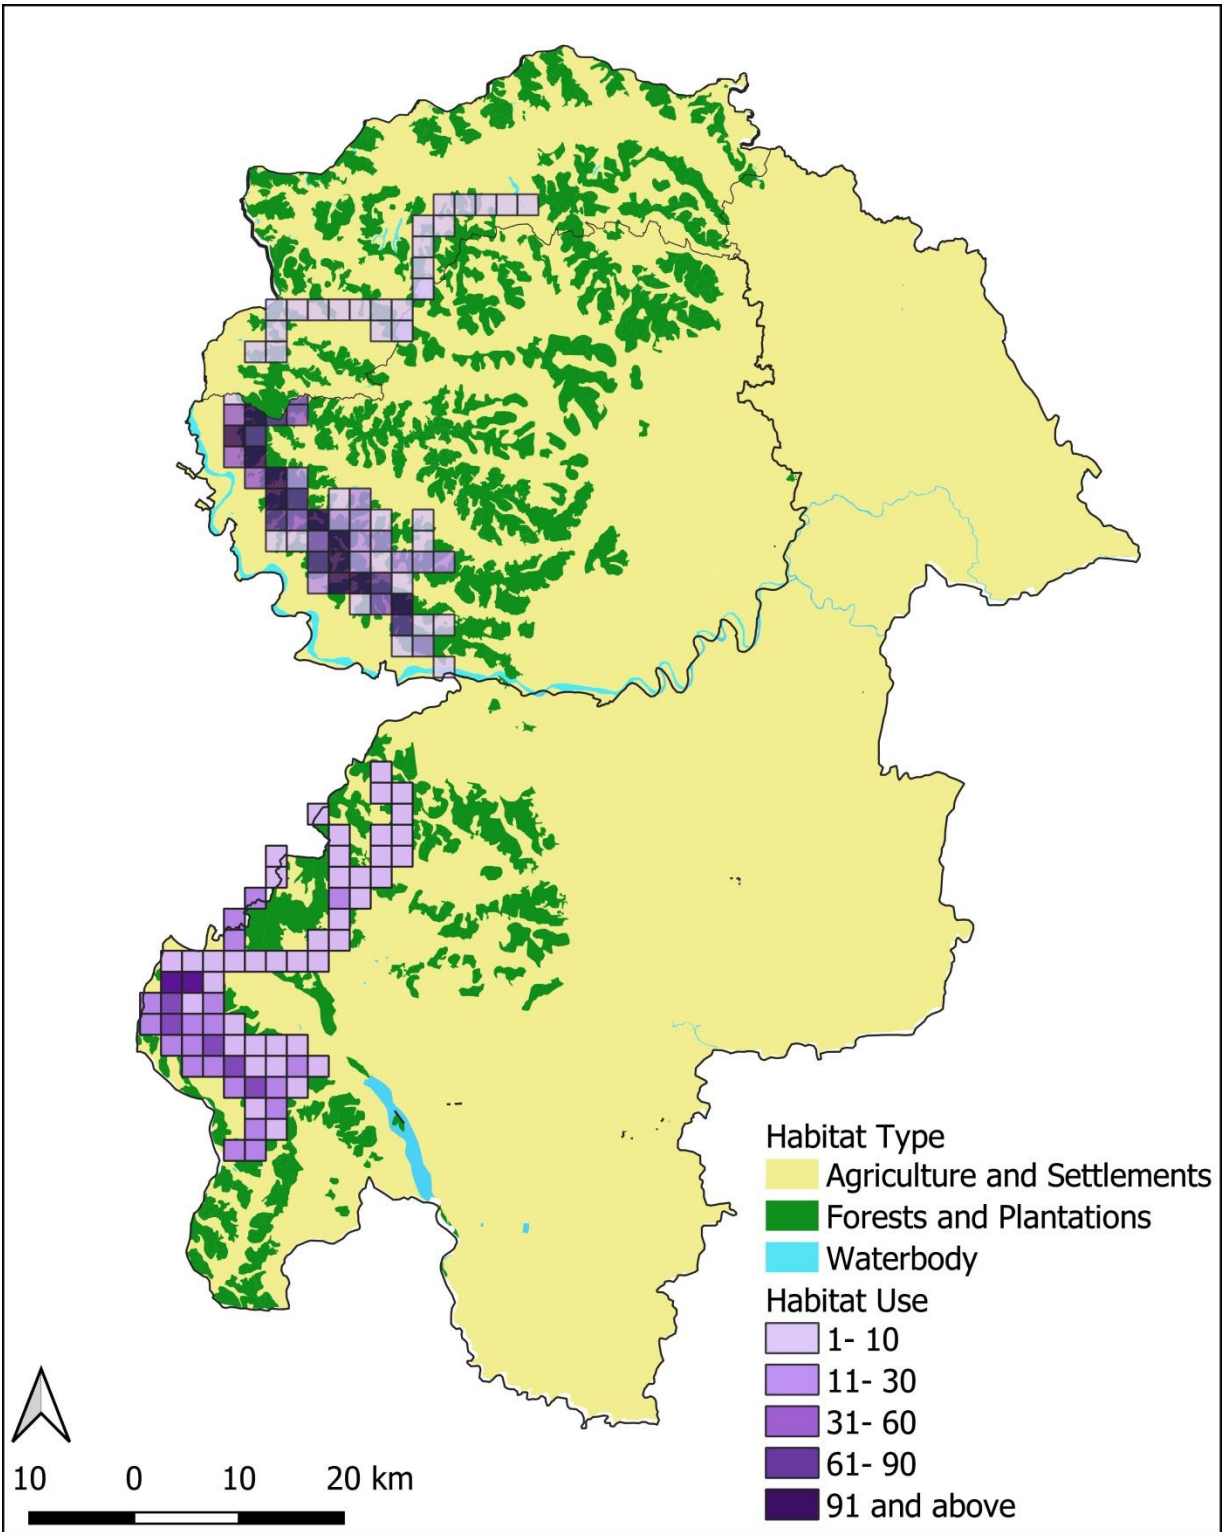 Habitat Type
Agriculture and Settlements
Forests and Plantations
Waterbody
Habitat Use
1- 10
11- 30
31- 60
61- 90
91 and above
10 0 10 20 km